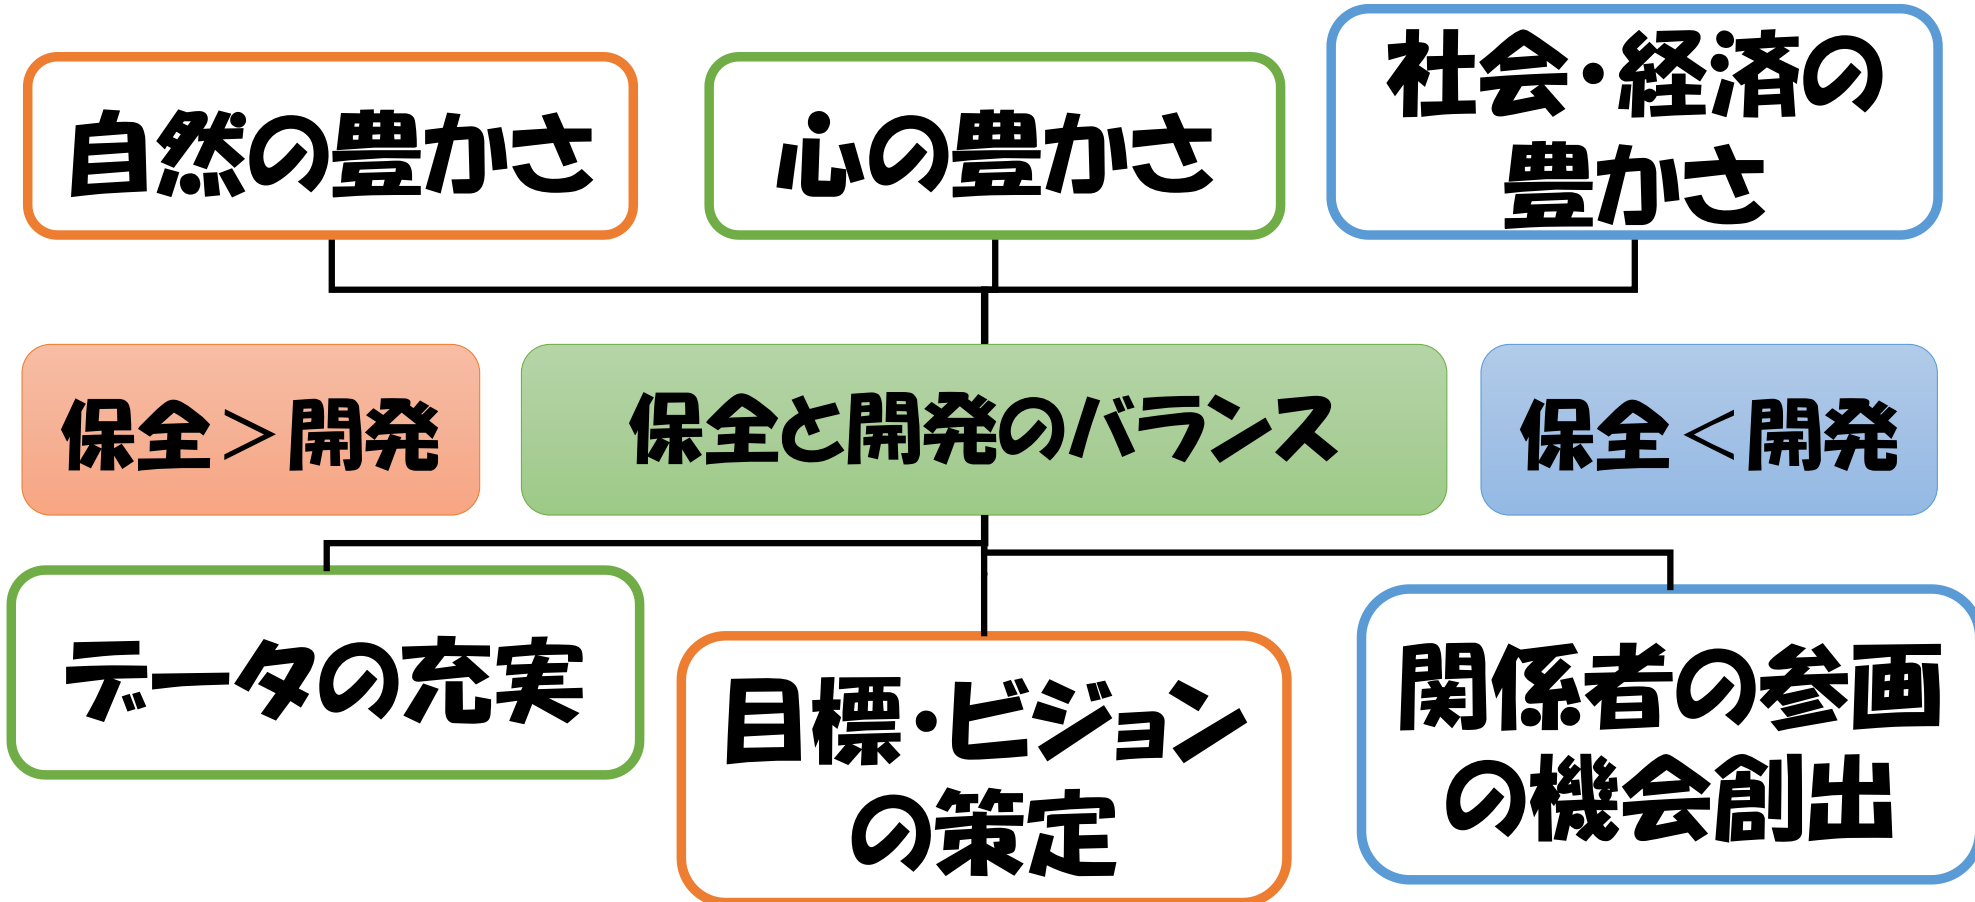 自然の豊かさ
心の豊かさ
社会・経済の
豊かさ
保全＞開発
保全と開発のバランス
保全＜開発
データの充実
目標・ビジョン
の策定
関係者の参画
の機会創出